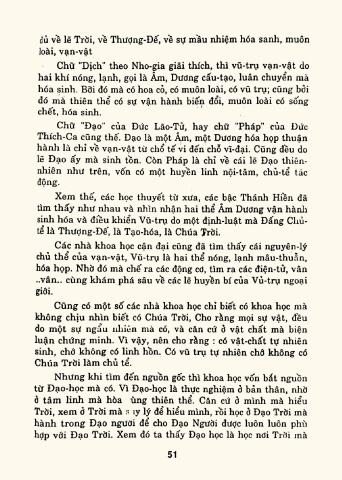 đủ về lẽ Trời, về Thượng-Đế, về sự mầu nhiệm hóa sanh, muôn
loài, vạn-vật
Chữ "Dịch" theo Nho-gia giải thích, thì vũ-trụ vạn-vật do
hai khí nóng, lạnh, gọi là Âm, Dương cấu-tạo, luân chuyển mà
hóa sinh. Bởi đó mà có hoa cỏ, có muôn loài, có vũ trụ; cũng bởi
đó mà thiên thể có sự vận hành biến đổi, muôn loài có sống
chết, hóa sinh.
Chữ "Đạo" của Đức Lão-Tử, hay chữ "Pháp" của Đức
Thích-Ca cũng thế. Đạo là một Âm, một Dương hóa họp thuận
hành là chỉ về vạn-vật từ chỗ tế vi đến chỗ vĩ-đại. Cũng đều do
lẽ Đạo ấy mà sinh tồn. Còn Pháp là chỉ về cái lẽ Đạo thiên-
nhiên như trên, vốn có một huyền linh nội-tâm, chủ-tể tác
động.
Xem thế, các học thuyết từ xưa, các bậc Thánh Hiền đã
tìm thấy như nhau và nhìn nhận hai thể Âm Dương vận hành
sinh hóa và điều khiển Vũ-trụ do một định-luật mà Đấng Chủ-
tể là Thượng-Đế, là Tạo-hóa, là Chúa Trời.
Các nhà khoa học cận đại cũng đã tìm thấy cái nguyên-lý
chủ thể của vạn-vật, Vũ-trụ là hai thể nóng, lạnh mâu-thuẫn,
hóa họp. Nhờ đó mà chế ra các động cơ, tìm ra các điện-tử, vân
..vân.. cùng khám phá sâu về các lẽ huyền bí của Vủ-trụ ngoại
giới.
Cũng có một số các nhà khoa học chỉ biết có khoa học mà
không chịu nhìn biết có Chúa Trời, Cho rằng mọi sự vật, đều
do một sự ngẫu nhiên mà có, và căn cứ ở vật chất mà biện
luận chứng minh. Vì vậy, nên cho rằng : có vật-chất tự nhiên
sinh, chớ không có linh hồn. Có vũ trụ tự nhiên chớ không có
Chúa Trời làm chủ tể.
Nhưng khi tìm đến nguồn gốc thì khoa học vốn bắt nguồn
từ Đạo-học mà có. Vì Đạo-học là thực nghiệm ở bản thân, nhờ
ở tâm linh mà hòa ùng thiên thể. Căn cứ ở mình mà hiểu
Trời, xem ở Trời mà suy lý để hiểu mình, rồi học ở Đạo Trời mà
hành trong Đạo người để cho Đạo Người được luôn luôn phù
hợp với Đạo Trời. Xem đó ta thấy Đạo học là học nơi Trời mà
51